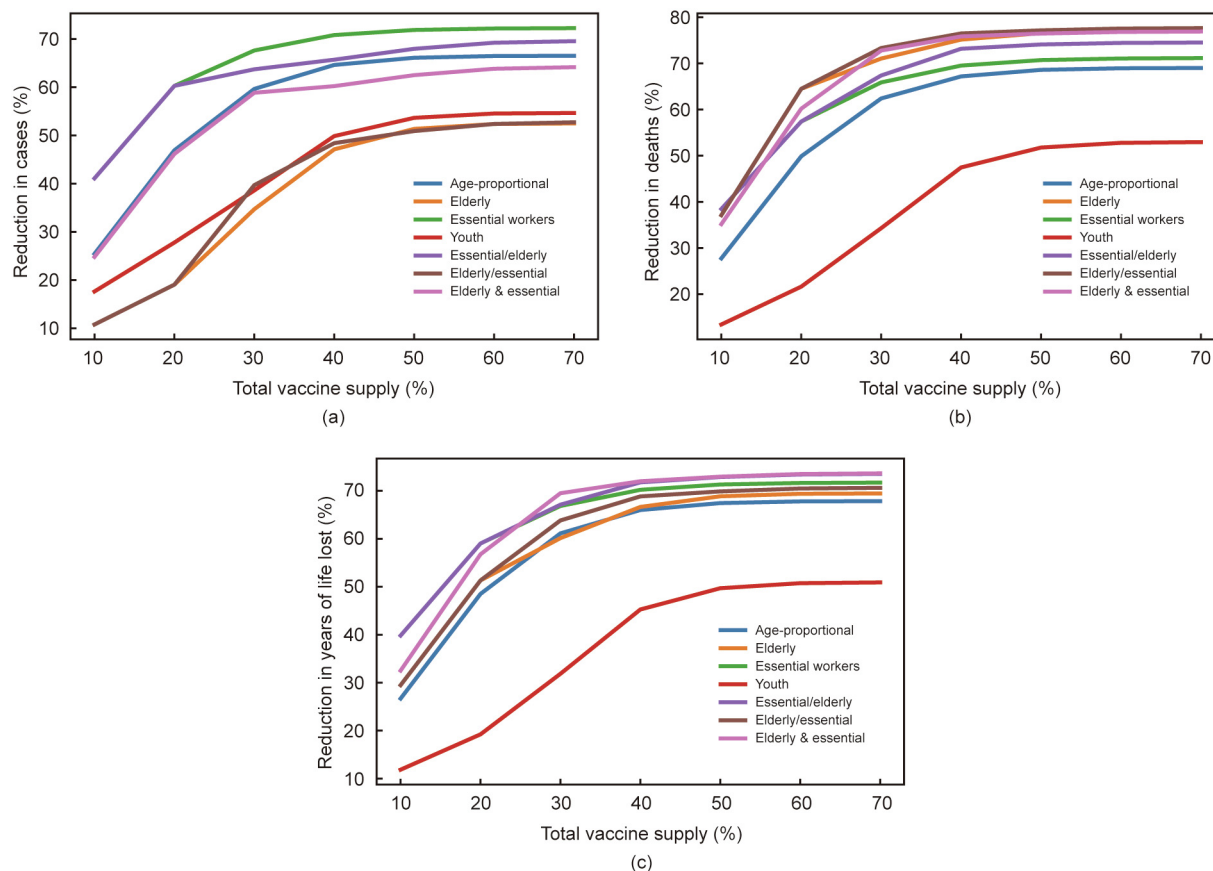 Reduction in cases (%)
70
60
50
40
30
20
10
Age-proportional
Elderly
Essential workers
Youth
Essential/elderly
Elderly/essential
Elderly & essential
10 20 30 40 50 60 70
Total vaccine supply (%)
(a)
Reduction in deaths (%)
80
70
60
50
40
30
20
Age-proportional
Elderly
Essential workers
Youth
Essential/elderly
Elderly/essential
Elderly & essential
10 20 30 40 50 60 70
Total vaccine supply (%)
(b)
Reduction in years of life lost (%)
70
60
50
40
30
20
10
Age-proportional
Elderly
Essential workers
Youth
Essential/elderly
Elderly/essential
Elderly & essential
10 20 30 40 50 60 70
Total vaccine supply (%)
(c)